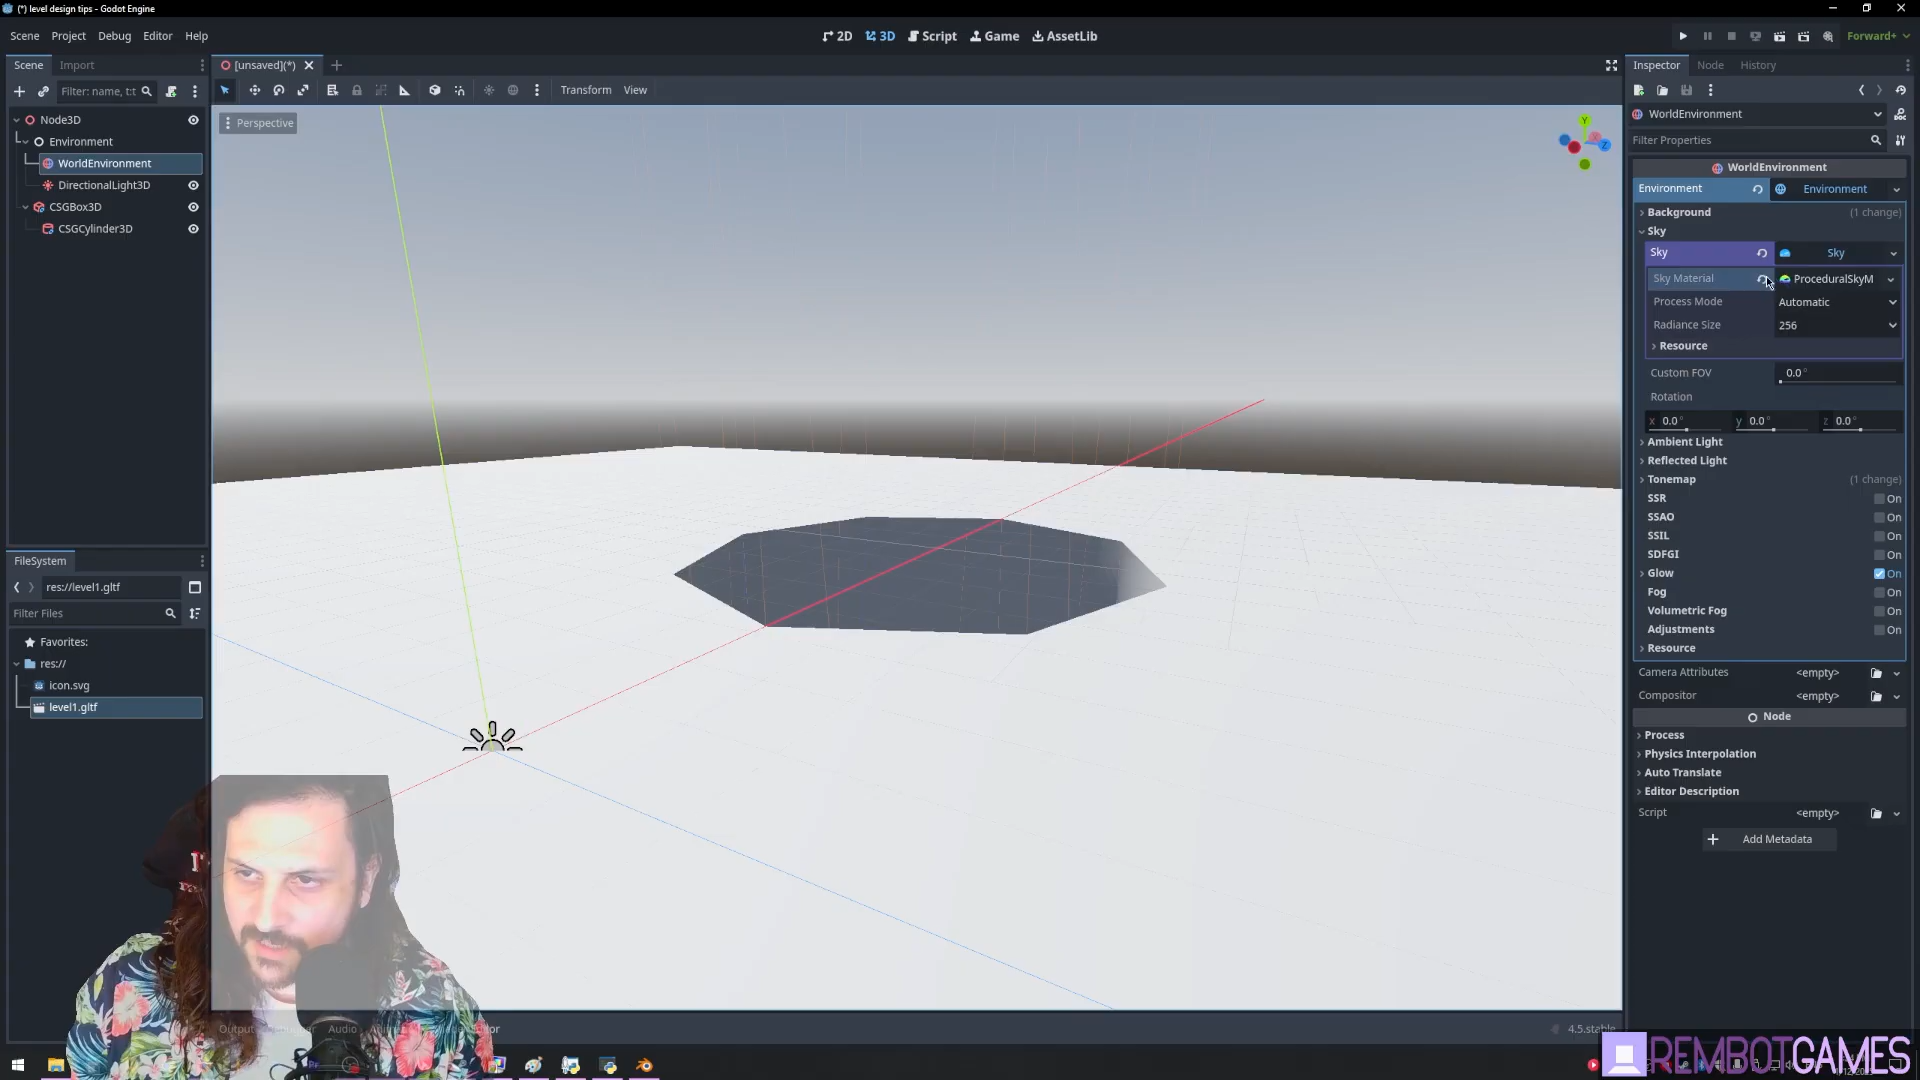 (*) level design tips - Godot Engine
Scene Project Debug Editor Help
2D 3D Script Game AssetLib
Forward+
Scene Import
[unsaved](*)
Inspector Node History
Filter: name, t:t
Transform View
Perspective
Node3D
Environment
WorldEnvironment
DirectionalLight3D
CSGBox3D
CSGCylinder3D
Y
Z
FileSystem
res://level1.gltf
Filter Files
Favorites:
res://
icon.svg
level1.gltf
WorldEnvironment
Filter Properties
WorldEnvironment
Environment Environment
Background (1 change)
Sky
Sky Sky
Sky Material ProceduralSkyM
Process Mode Automatic
Radiance Size 256
Resource
Custom FOV 0.0 °
Rotation
x 0.0 ° y 0.0 ° z 0.0 °
Ambient Light
Reflected Light
Tonemap (1 change)
SSR On
SSAO On
SSIL On
SDFGI On
Glow On
Fog On
Volumetric Fog On
Adjustments On
Resource
Camera Attributes <empty>
Compositor <empty>
Node
Process
Physics Interpolation
Auto Translate
Editor Description
Script <empty>
Add Metadata
Output Audio
4.5.stable
REMBOTGAMES